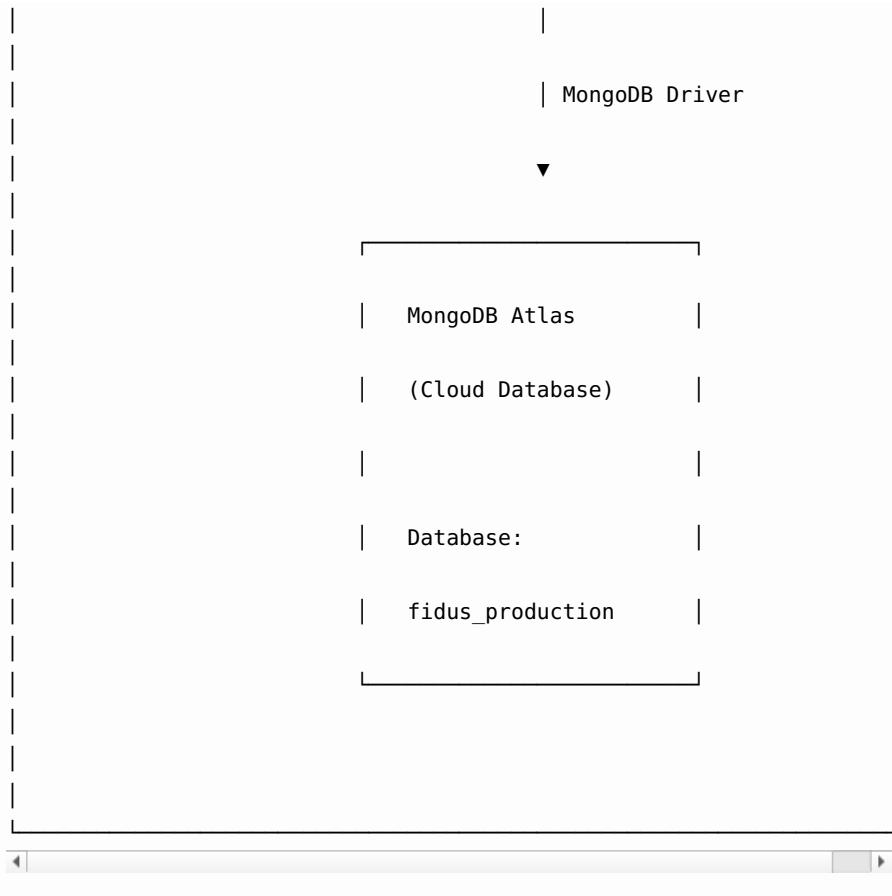 MongoDB Driver
▼
MongoDB Atlas
(Cloud Database)
Database:
fidus_production